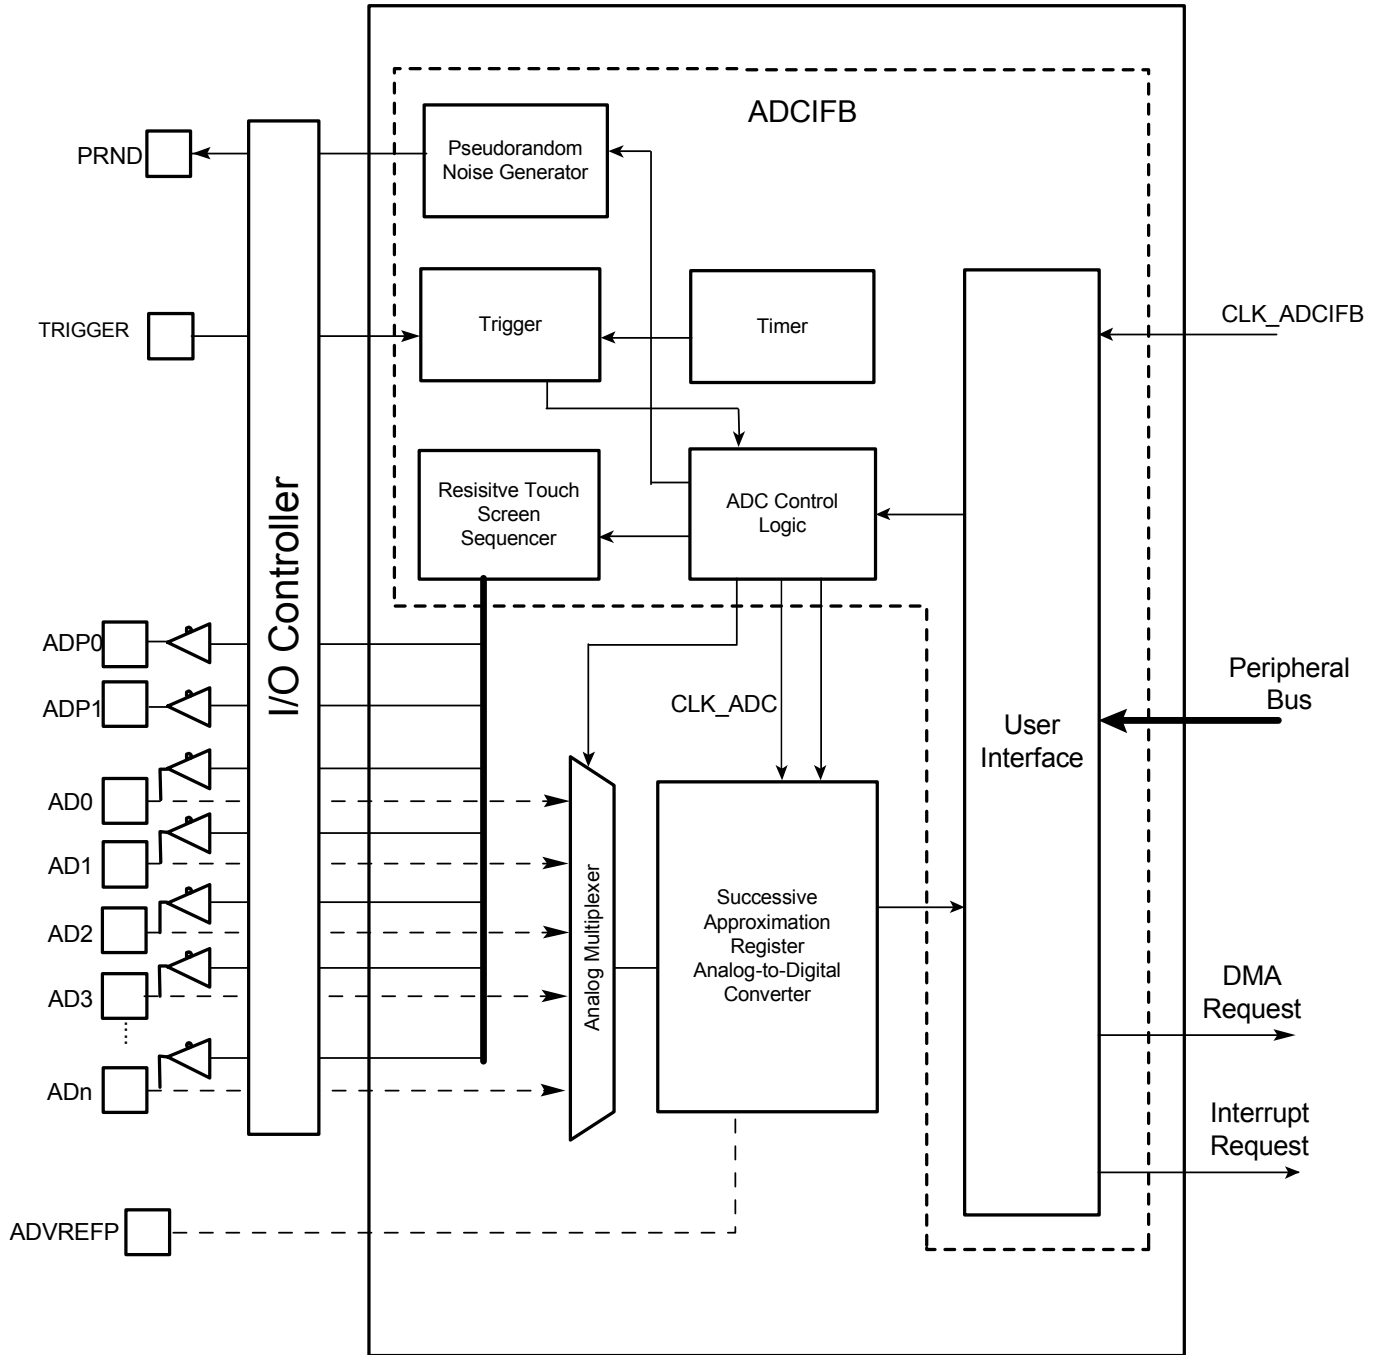 ADCIFB
PRND
Pseudorandom
Noise Generator
TRIGGER
Trigger
Timer
CLK_ADCIFB
I/O Controller
Resisitve Touch
Screen
Sequencer
ADC Control
Logic
ADP0
ADP1
CLK_ADC
User
Interface
Peripheral
Bus
AD0
AD1
AD2
AD3
ADn
Analog Multiplexer
Successive
Approximation
Register
Analog-to-Digital
Converter
DMA
Request
Interrupt
Request
ADVREFP